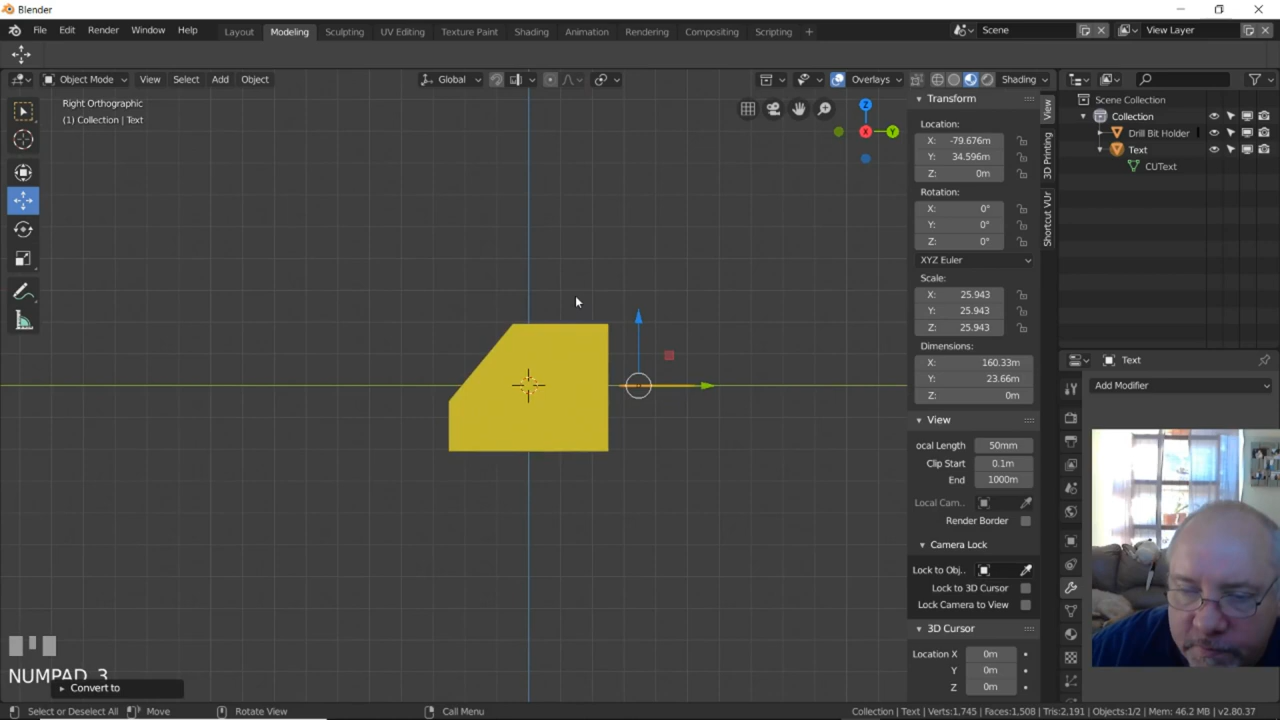 Blender
File Edit Render Window Help
Layout Modeling Sculpting UV Editing Texture Paint Shading Animation Rendering Compositing Scripting +
Scene
View Layer
Object Mode View Select Add Object
Global
Overlays
Shading
Right Orthographic
(1) Collection | Text
Z
X
Y
Transform
Location:
X: -79.676m
Y: 34.596m
Z: 0m
Rotation:
X: 0°
Y: 0°
Z: 0°
XYZ Euler
Scale:
X: 25.943
Y: 25.943
Z: 25.943
Dimensions:
X: 160.33m
Y: 23.66m
Z: 0m
View
ocal Length 50mm
Clip Start 0.1m
End 1000m
Local Cam..
Render Border
Camera Lock
Lock to Obj..
Lock to 3D Cursor
Lock Camera to View
3D Cursor
Location X 0m
Y 0m
Z 0m
View
3D Printing
Shortcut VUr
Scene Collection
Collection
Drill Bit Holder
Text
CUText
Text
Add Modifier
NUMPAD_3
Convert to
Select or Deselect All
Move
Rotate View
Call Menu
Collection | Text | Verts:1,745 | Faces:1,508 | Tris:2,191 | Objects:1/2 | Mem: 46.2 MB | v2.80.37